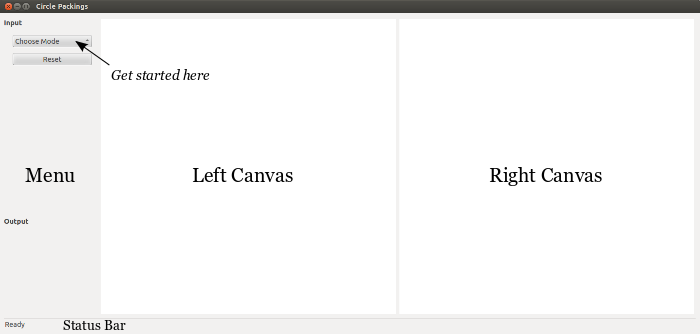 Circle Packings
Input
Choose Mode
Reset
Get started here
Menu
Left Canvas
Right Canvas
Output
Ready
Status Bar